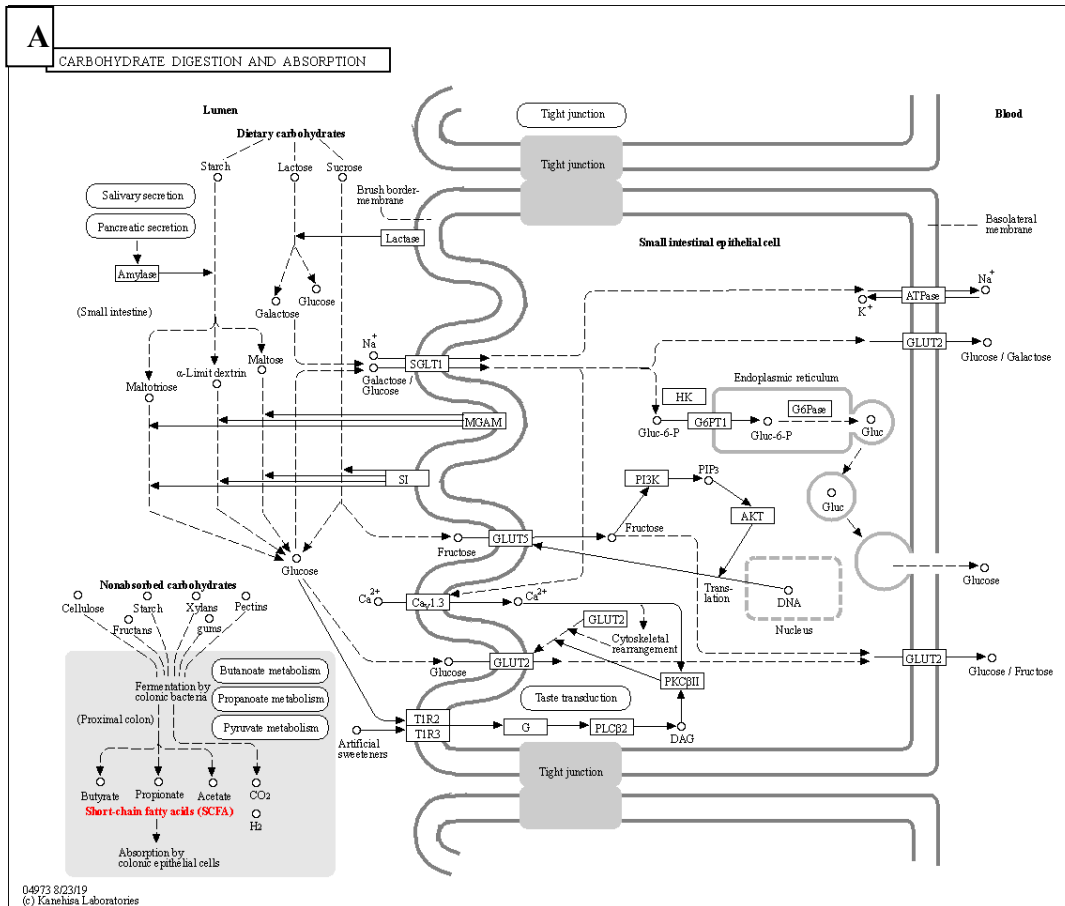 A
CARBOHYDRATE DIGESTION AND ABSORPTION
Lumen
Blood
Dietary carbohydrates
Starch
Lactose
Sucrose
Salivary secretion
Pancreatic secretion
Amylase
(Small intestine)
Brush border-
membrane
Lactase
Galactose
Glucose
Maltotriose
α-Limit dextrin
Maltose
Na+
SGLT1
Galactose /
Glucose
MGAM
SI
Glucose
Fructose
GLUT5
Fructose
Tight junction
Tight junction
Small intestinal epithelial cell
Basolateral
membrane
Na+
ATPase
K+
GLUT2
Glucose / Galactose
Endoplasmic reticulum
HK
G6PT1
G6Pase
Gluc-6-P
Gluc-6-P
Gluc
Gluc
PI3K
PIP3
AKT
Trans-
lation
DNA
Nucleus
Glucose
Ca2+
Cav1.3
Ca2+
GLUT2
Cytoskeletal
rearrangement
Glucose
GLUT2
PKCβII
GLUT2
Glucose / Fructose
Taste transduction
T1R2
T1R3
G
PLCβ2
DAG
Artificial
sweeteners
Tight junction
Nonabsorbed carbohydrates
Cellulose
Starch
Xylans
Pectins
Fructans
gums
Fermentation by
colonic bacteria
(Proximal colon)
Butanoate metabolism
Propanoate metabolism
Pyruvate metabolism
Butyrate
Propionate
Acetate
CO2
Short-chain fatty acids (SCFA)
H2
Absorption by
colonic epithelial cells
04973 8/23/19
(c) Kanehisa Laboratories